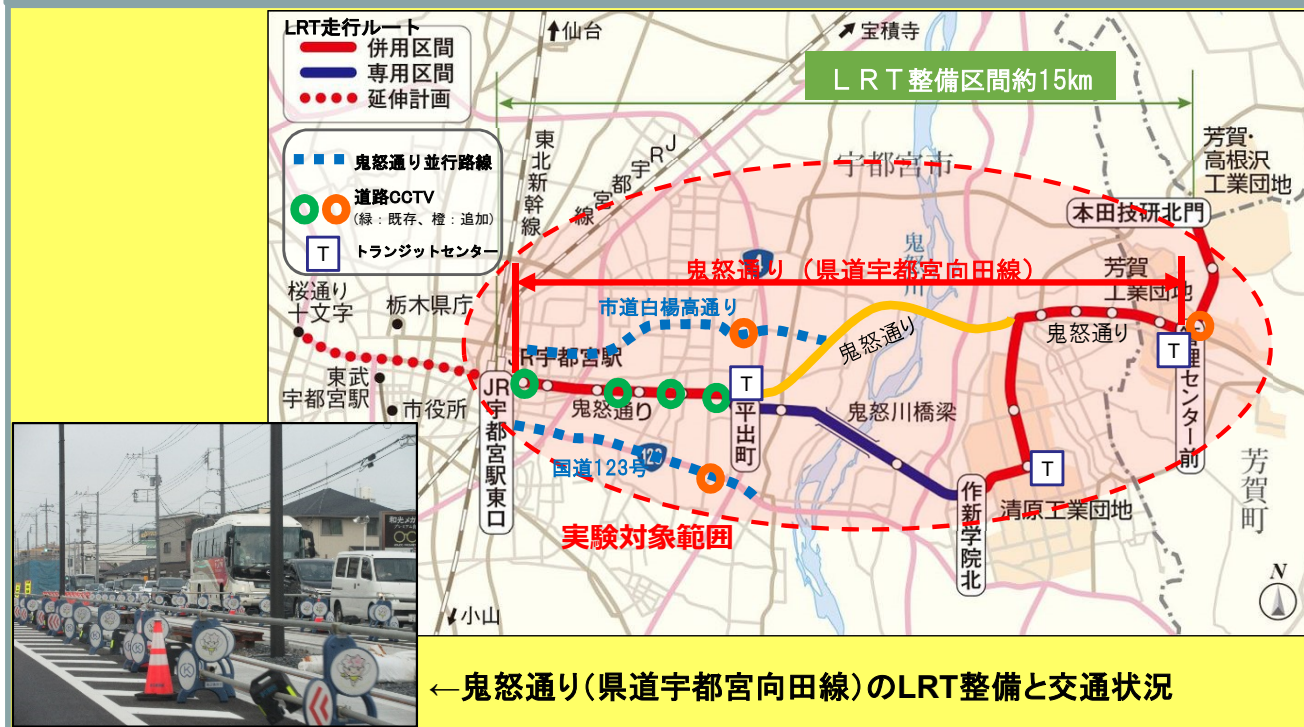 LRT走行ルート
併用区間
専用区間
延伸計画
鬼怒通り並行路線
道路CCTV
(緑：既存、橙：追加)
T
トランジットセンター
仙台
宝積寺
LRT整備区間約15km
東北新幹線
JR宇都宮線
宇都宮市
芳賀・
高根沢
工業団地
本田技研北門
鬼怒川
鬼怒通り（県道宇都宮向田線）
芳賀
工業団地
桜通り
十文字
栃木県庁
市道白楊高通り
鬼怒通り
鬼怒通り
T
管理センター前
JR宇都宮駅
東武
宇都宮駅
市役所
JR宇都宮駅東口
鬼怒通り
T
平出町
鬼怒川橋梁
国道123号
123
T
作新学院北
清原工業団地
芳賀町
実験対象範囲
小山
N
←鬼怒通り(県道宇都宮向田線)のLRT整備と交通状況